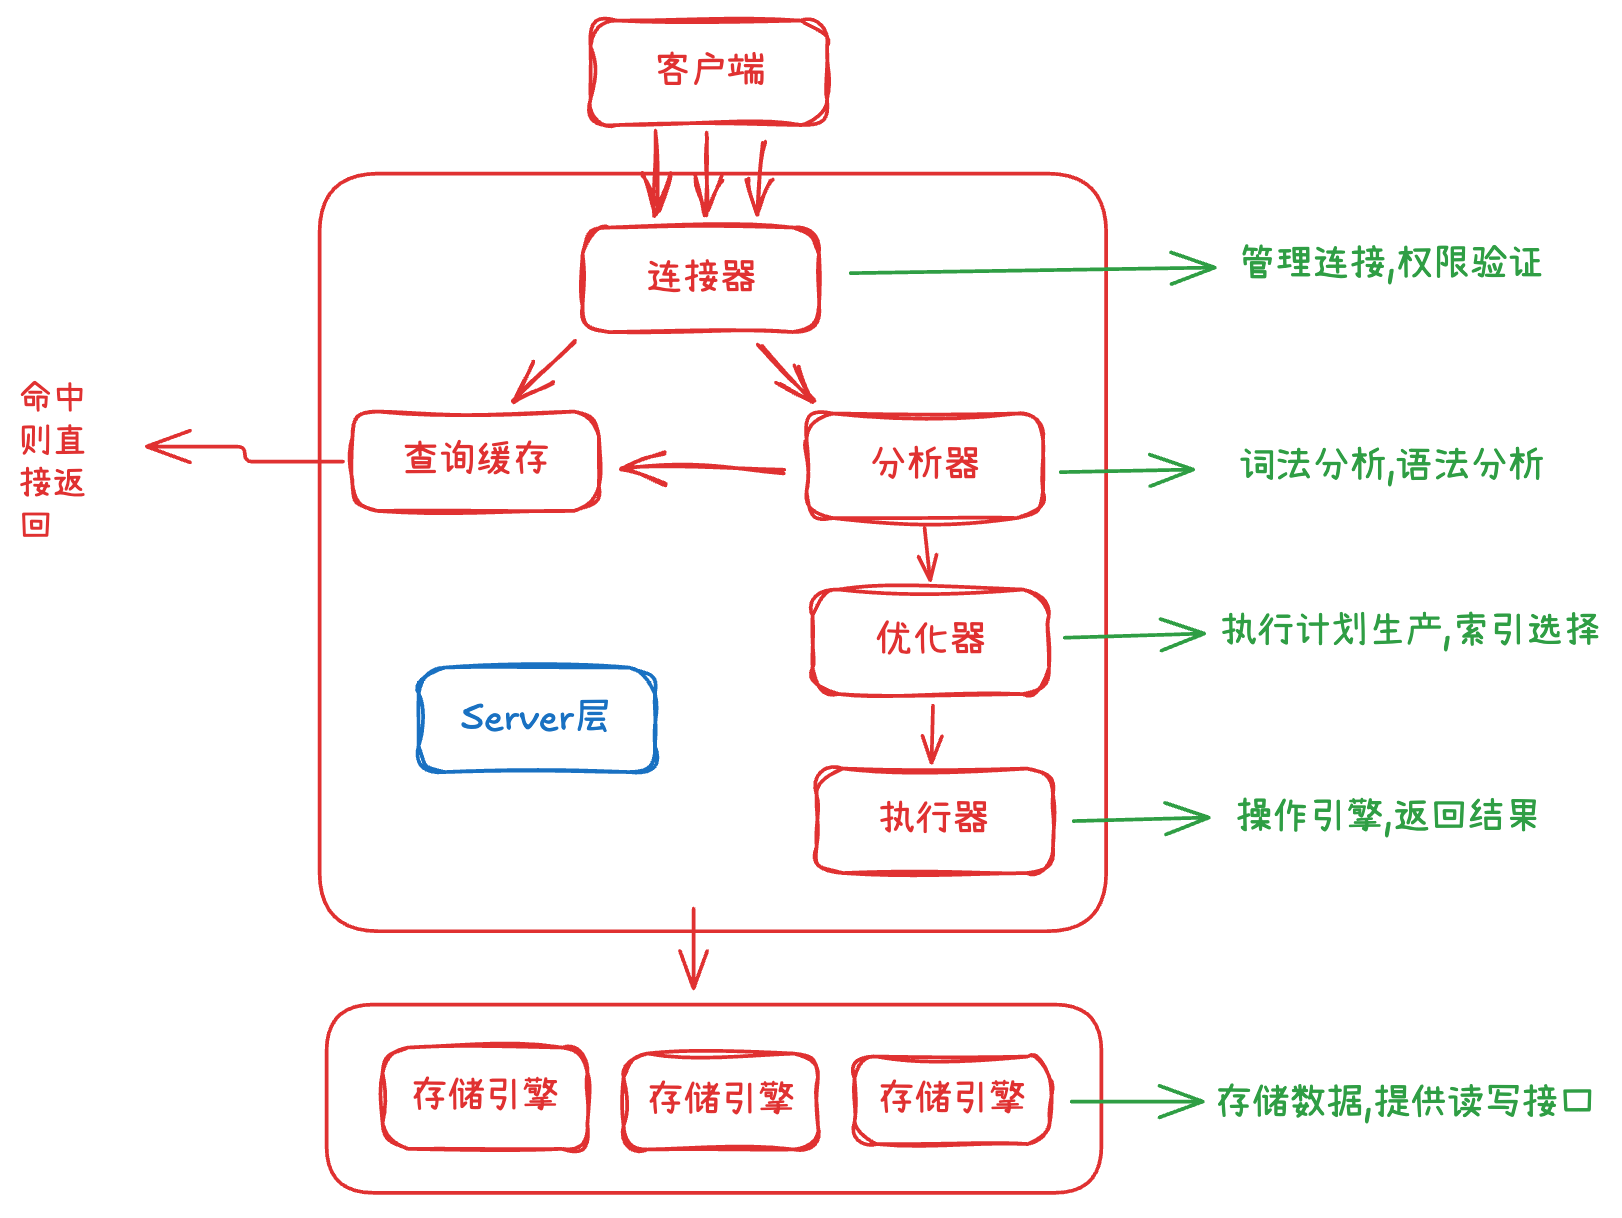 客户端
连接器
管理连接,权限验证
命中
则直
接返
回
查询缓存
分析器
词法分析,语法分析
优化器
执行计划生产,索引选择
Server层
执行器
操作引擎,返回结果
存储引擎
存储引擎
存储引擎
存储数据,提供读写接口